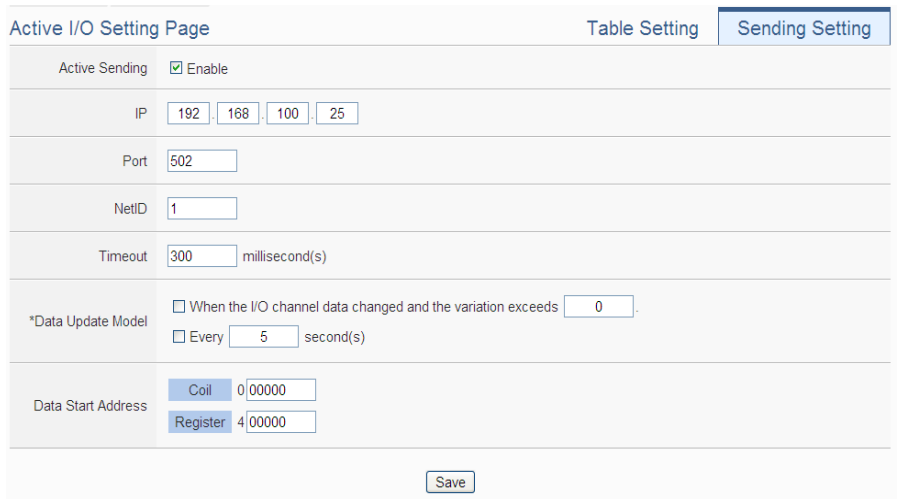 Active I/O Setting Page Table Setting Sending Setting
Active Sending Enable
IP 192 . 168 . 100 . 25
Port 502
NetID 1
Timeout 300 millisecond(s)
*Data Update Model When the I/O channel data changed and the variation exceeds 0 .
Every 5 second(s)
Data Start Address Coil 0 00000
Register 4 00000
Save